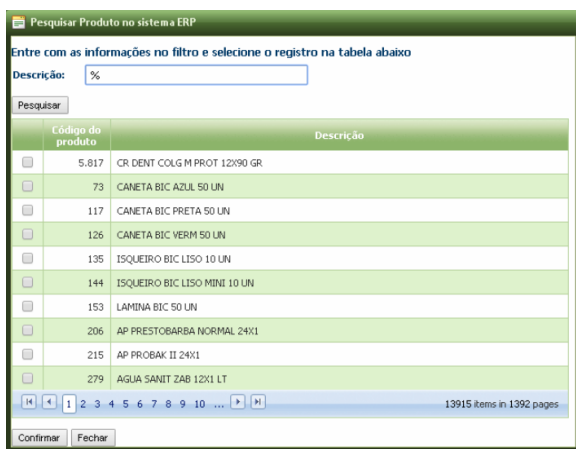 Pesquisar Produto no sistema ERP
Entre com as informações no filtro e selecione o registro na tabela abaixo
Descrição: %
Pesquisar
Código do produto Descrição
5.817 CR DENT COLG M PROT 12X90 GR
73 CANETA BIC AZUL 50 UN
117 CANETA BIC PRETA 50 UN
126 CANETA BIC VERM 50 UN
135 ISQUEIRO BIC LISO 10 UN
144 ISQUEIRO BIC LISO MINI 10 UN
153 LAMINA BIC 50 UN
206 AP PRESTOBARBA NORMAL 24X1
215 AP PROBAK II 24X1
279 AGUA SANIT ZAB 12X1 LT
1 2 3 4 5 6 7 8 9 10 ... 13915 items in 1392 pages
Confirmar Fechar